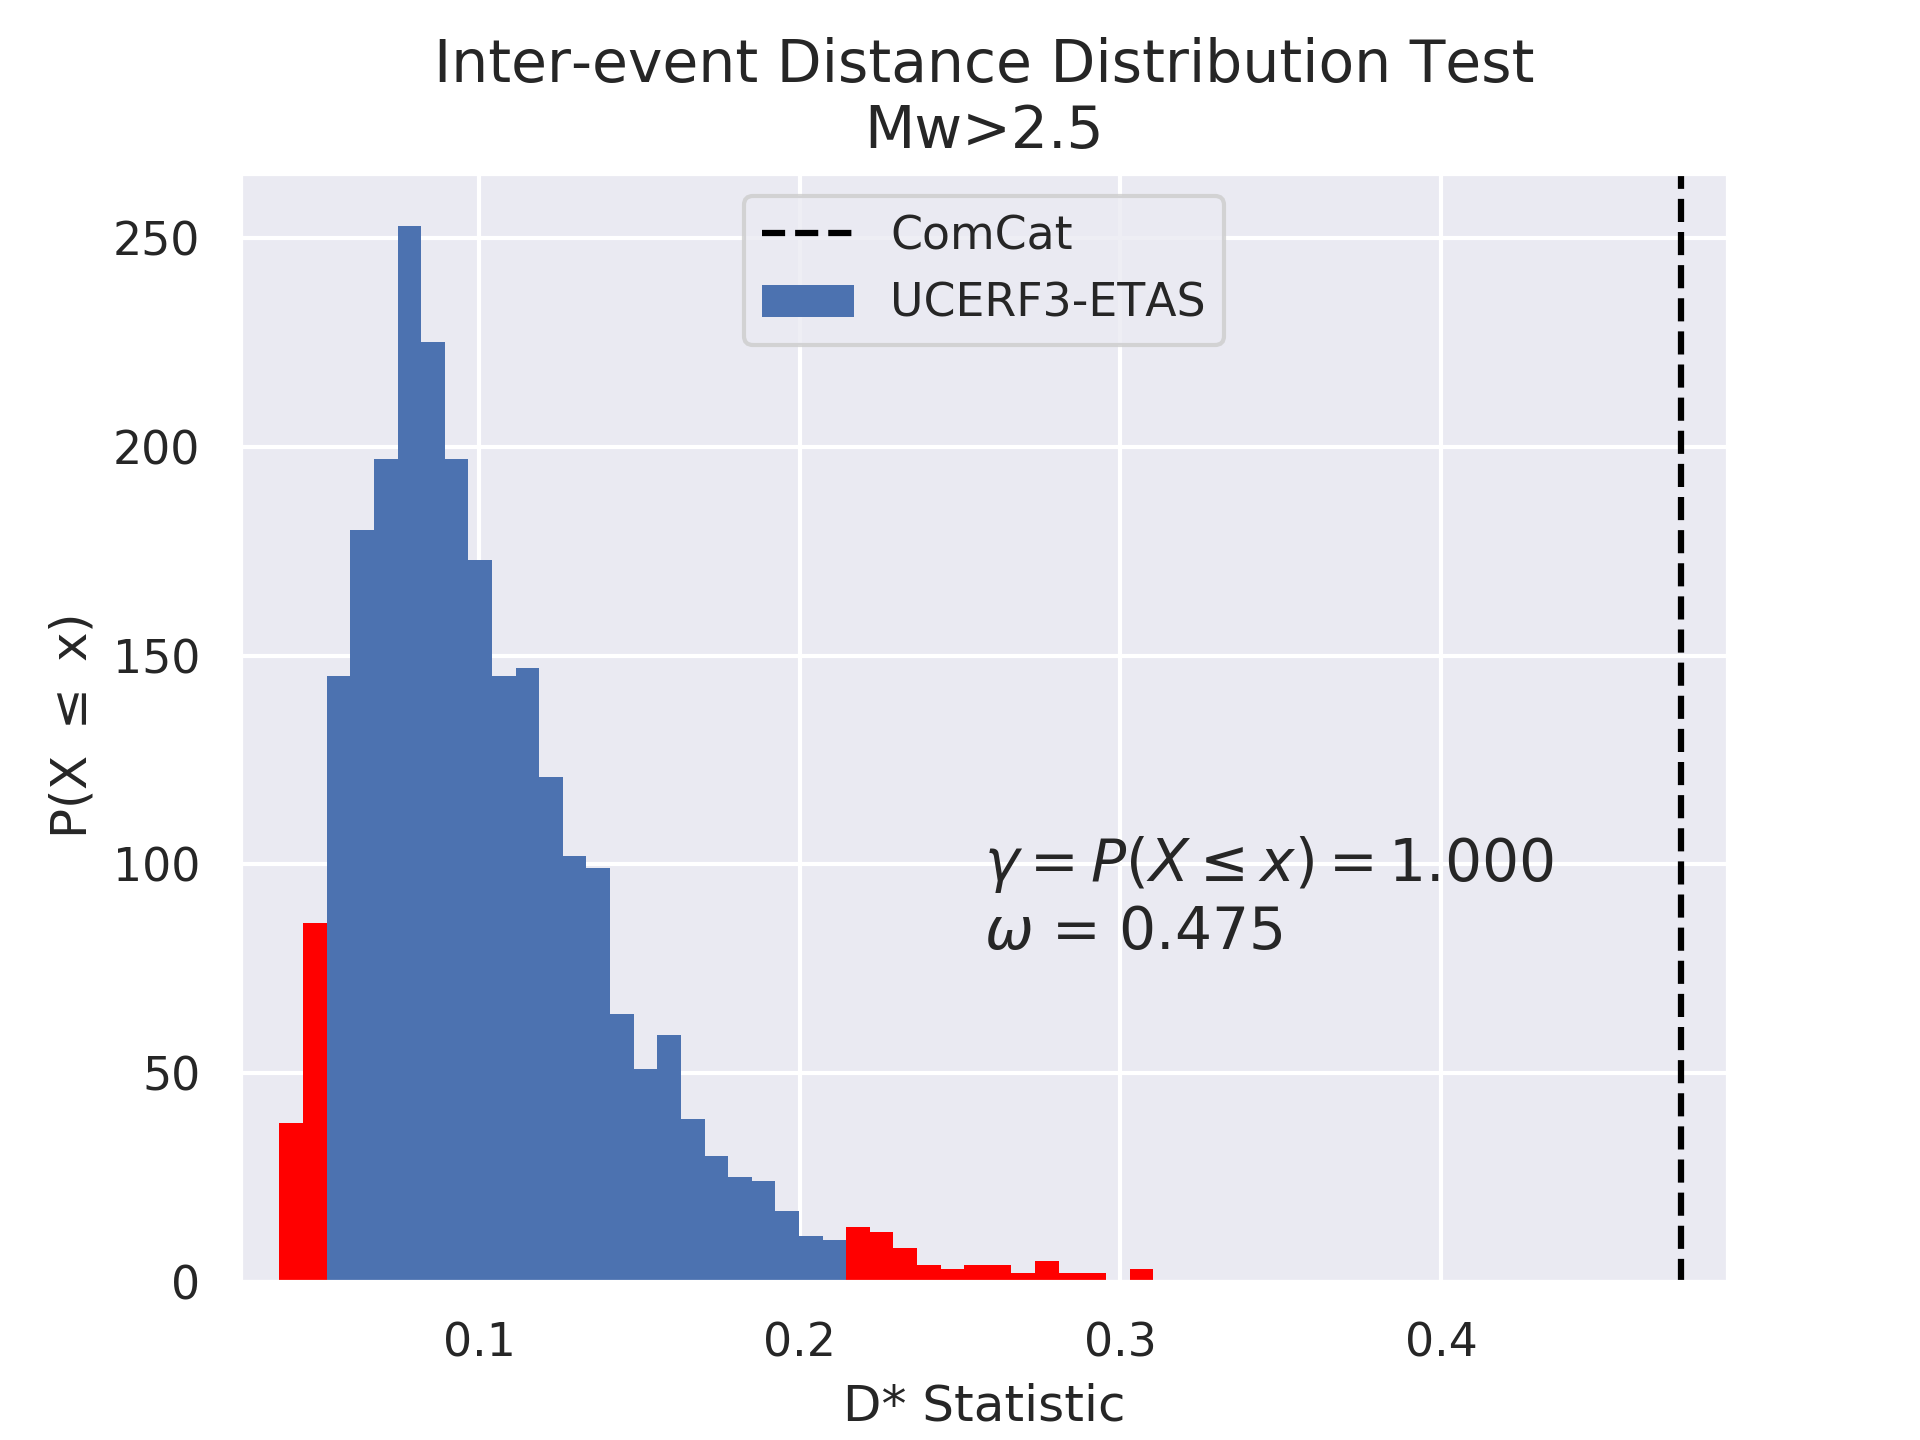 Inter-event Distance Distribution Test
Mw>2.5
ComCat
UCERF3-ETAS
250
200
150
100
50
0
P(X ≤ x)
γ = P(X ≤ x) = 1.000
ω = 0.475
0.1 0.2 0.3 0.4
D* Statistic